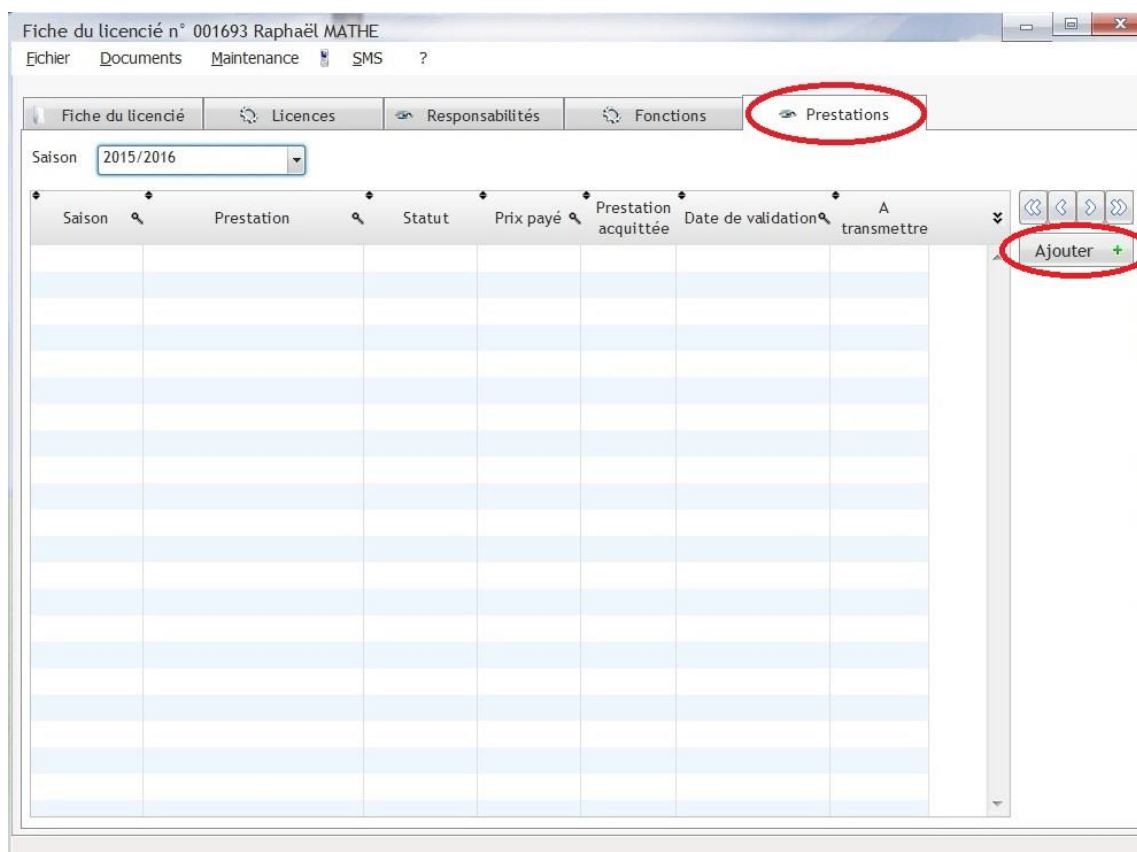 Fiche du licencié n° 001693 Raphaël MATHE
Fichier Documents Maintenance SMS ?
Fiche du licencié Licences Responsabilités Fonctions Prestations
Saison 2015/2016
Saison Prestation Statut Prix payé Prestation acquittée Date de validation A transmettre
Ajouter +